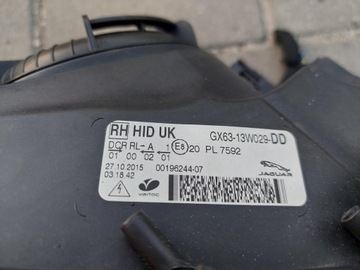 RH HID UK GX63-13W029-DD
DCR RL- A 1 E8 20 PL 7592
01 00 02 01
27.10.2015 00196244-07
03.18.42
VISITEC
JAGUAR